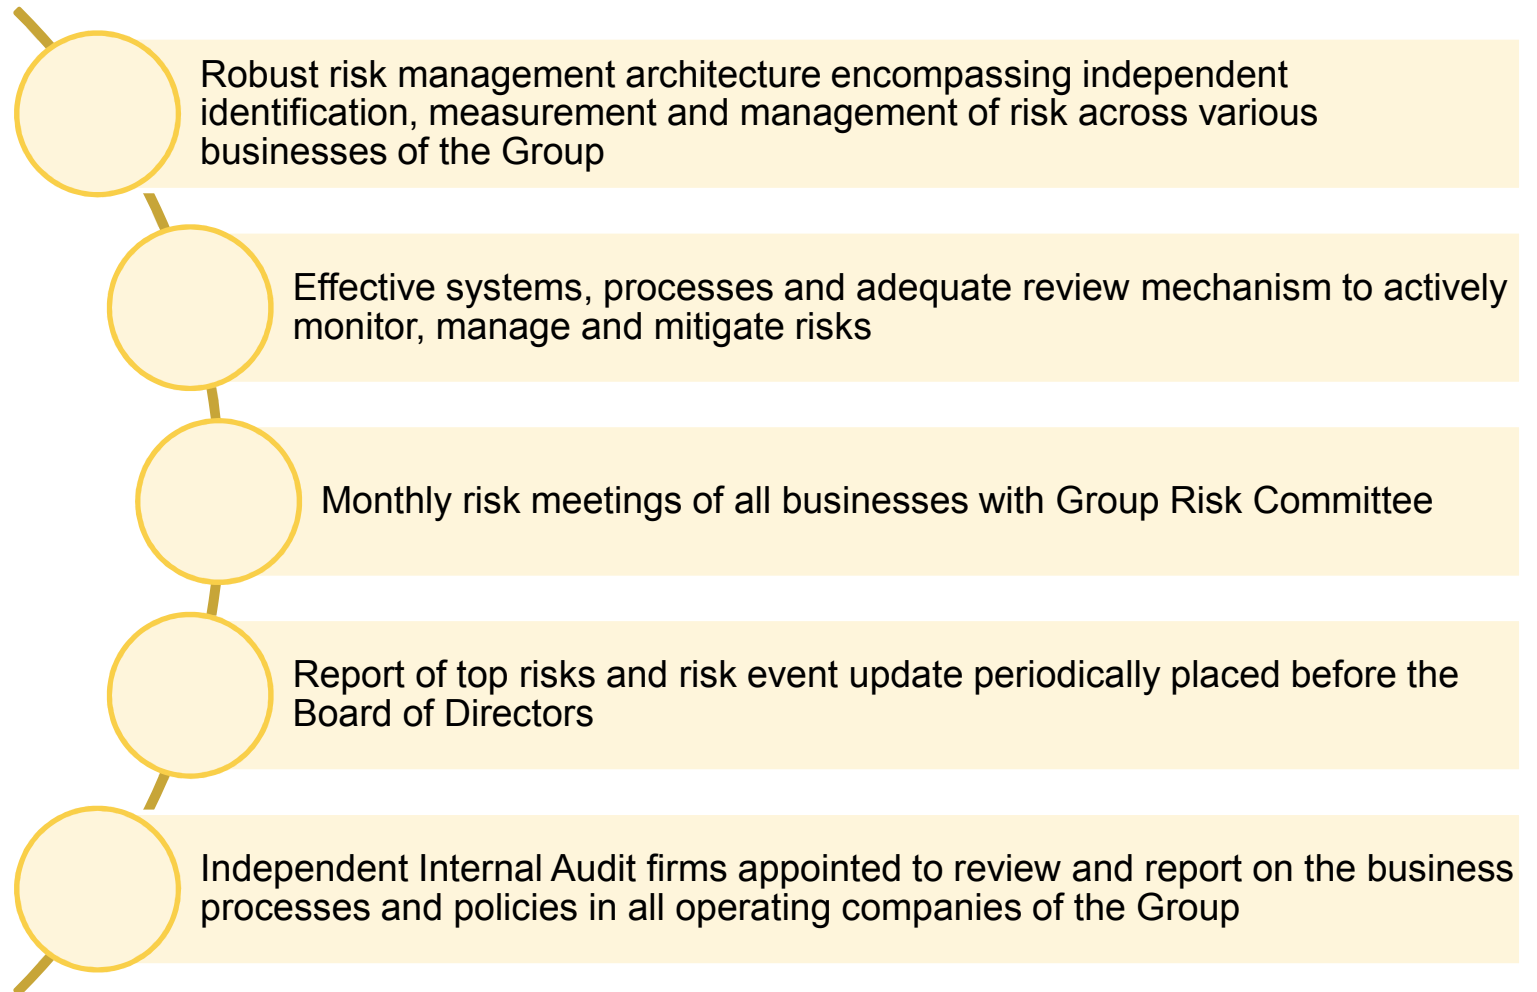 Robust risk management architecture encompassing independent
identification, measurement and management of risk across various
businesses of the Group
Effective systems, processes and adequate review mechanism to actively
monitor, manage and mitigate risks
Monthly risk meetings of all businesses with Group Risk Committee
Report of top risks and risk event update periodically placed before the
Board of Directors
Independent Internal Audit firms appointed to review and report on the business
processes and policies in all operating companies of the Group